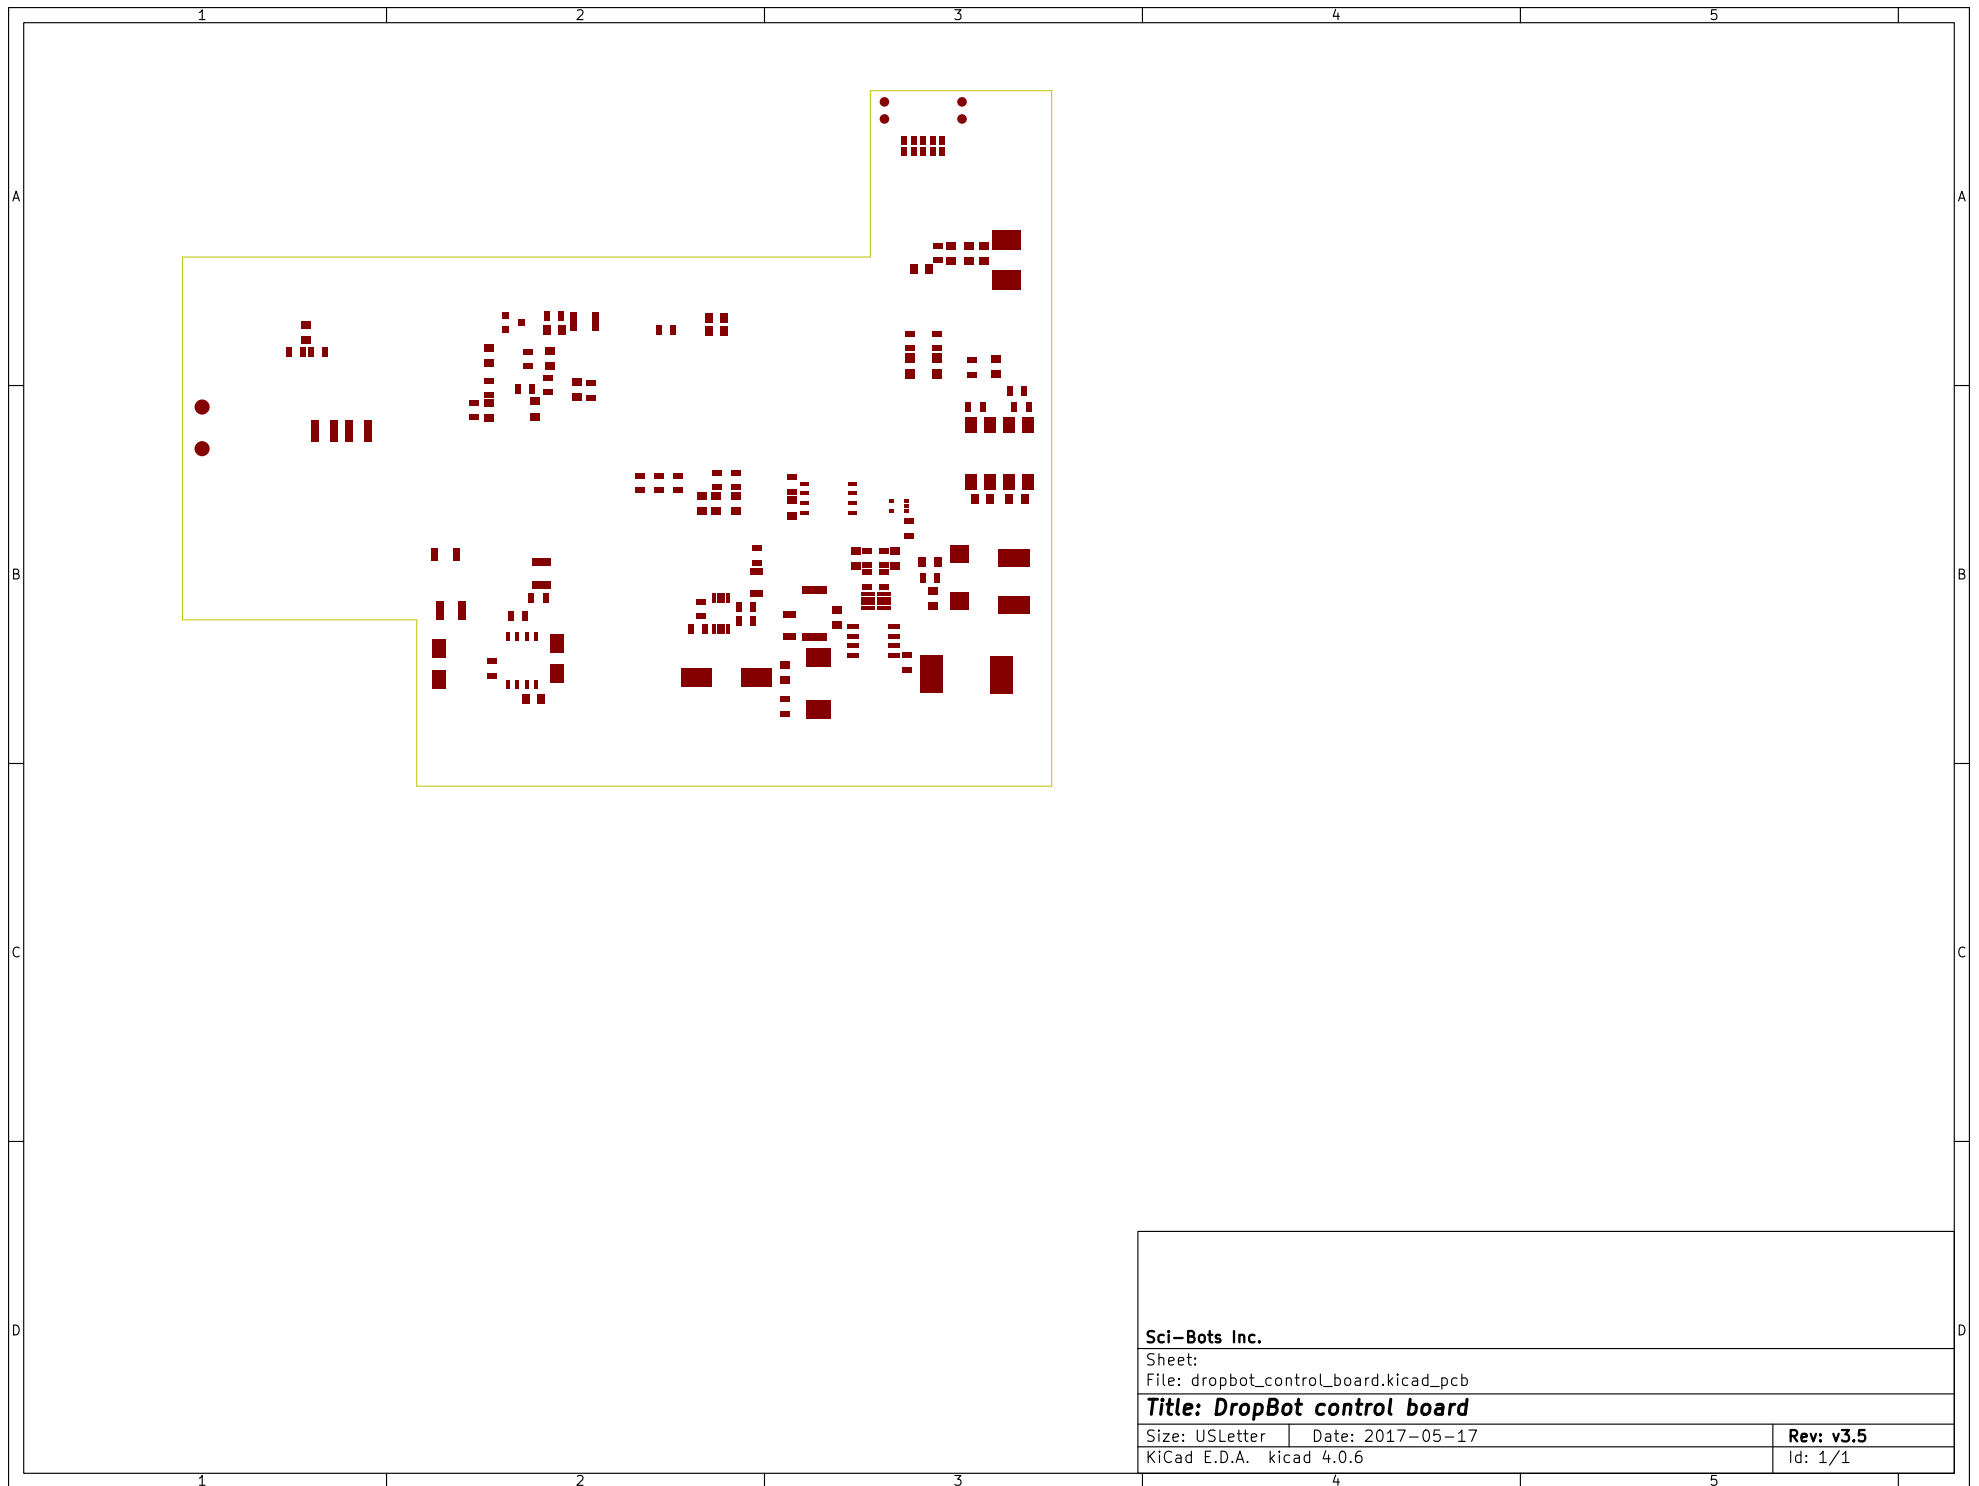 1 2 3 4 5
A A
B B
C C
D D
Sci-Bots Inc.
Sheet:
File: dropbot_control_board.kicad_pcb
Title: DropBot control board
Size: USLetter Date: 2017-05-17 Rev: v3.5
KiCad E.D.A. kicad 4.0.6 Id: 1/1
1 2 3 4 5